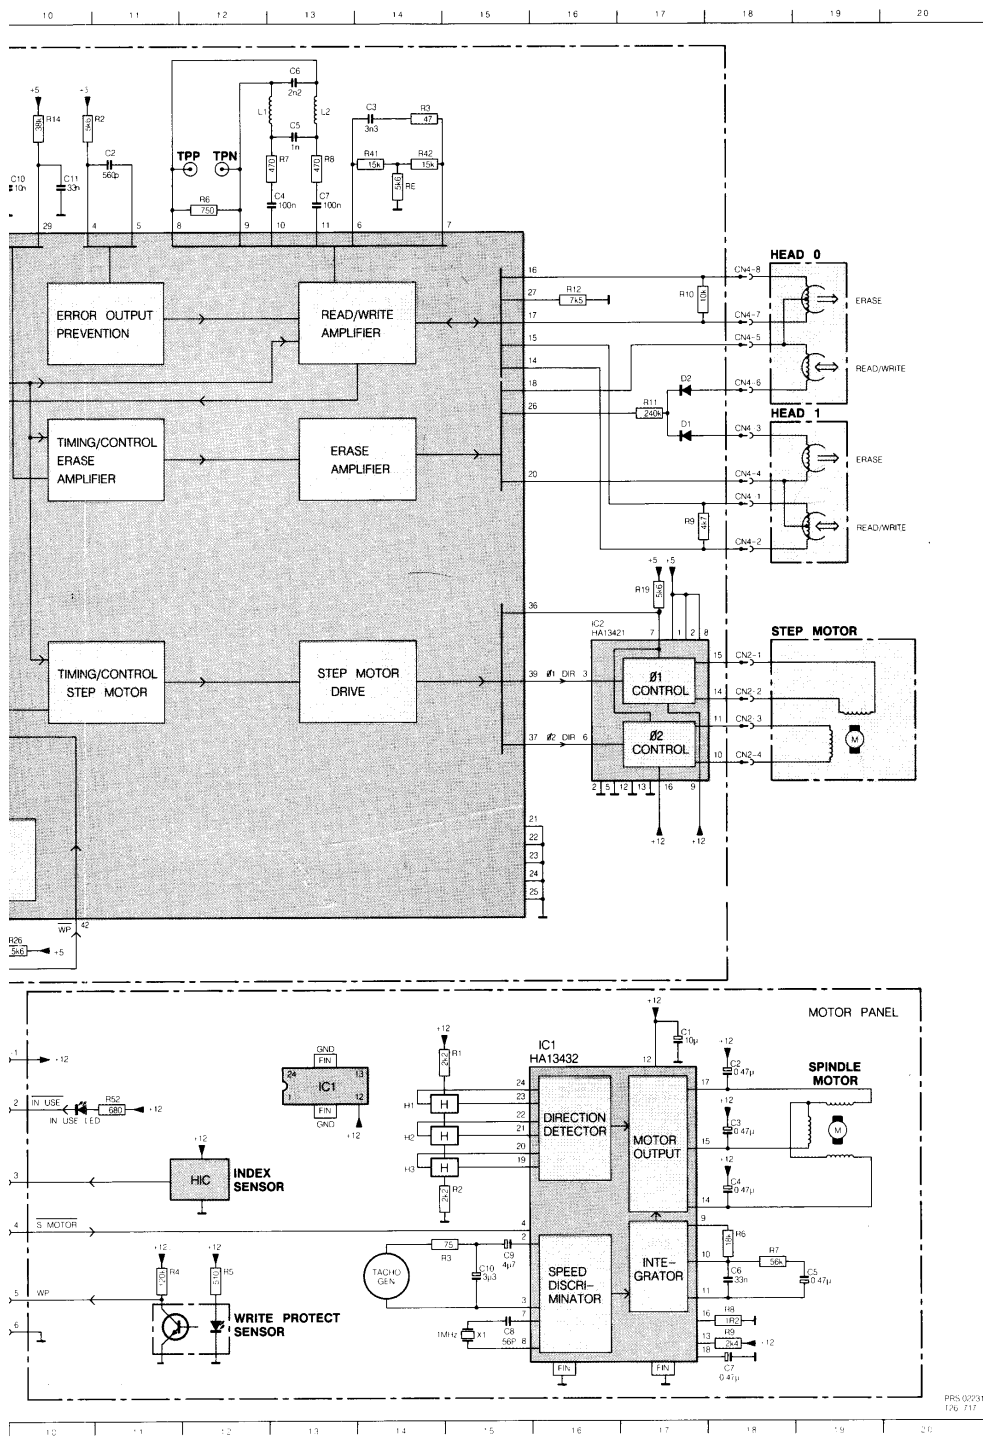 10 11 12 13 14 15 16 17 18 19 20
+5
R14
R2
5k6
C10
10n
C11
33n
C2
560p
TPP TPN
R6
750
L1
C6
2n2
L2
C5
1n
R7
470
R8
470
C4
100n
C7
100n
C3
3n3
R3
47
R41
15k
R42
15k
5k6
RE
29 4 5 8 9 10 11 6 7
ERROR OUTPUT
PREVENTION
READ/WRITE
AMPLIFIER
TIMING/CONTROL
ERASE
AMPLIFIER
ERASE
AMPLIFIER
TIMING/CONTROL
STEP MOTOR
STEP MOTOR
DRIVE
16
27
17
15
14
18
26
20
36
39
37
21
22
23
24
25
R12
7k5
R10
10k
R11
240k
D2
D1
R9
4k7
CN4-8
CN4-7
CN4-5
CN4-6
CN4-3
CN4-4
CN4-1
CN4-2
HEAD 0
ERASE
READ/WRITE
HEAD 1
ERASE
READ/WRITE
+5 +5
R19
5k6
IC2
HA13421
7 1 2 8
Ø1 DIR 3
Ø2 DIR 6
Ø1
CONTROL
Ø2
CONTROL
15
14
11
10
2 5 12 13 16 9
+12 +12
CN2-1
CN2-2
CN2-3
CN2-4
STEP MOTOR
M
WP
42
R26
5k6
+5
MOTOR PANEL
1
+12
2
IN USE
IN USE LED
R52
680
+12
3
+12
HIC
INDEX
SENSOR
4
S MOTOR
5
WP
6
+12
R4
120k
+12
R5
510
WRITE PROTECT
SENSOR
GND
FIN
24 13
IC1
1 12
FIN
GND
+12
+12
R1
2k2
H1
H
H2
H
H3
H
R2
2k2
TACHO
GEN
75
R3
C10
3µ3
C9
4µ7
1MHz
X1
C8
56P
IC1
HA13432
24
23
22
21
20
19
4
2
3
7
8
DIRECTION
DETECTOR
MOTOR
OUTPUT
SPEED
DISCRI-
MINATOR
INTE-
GRATOR
FIN FIN
+12
12
C1
10µ
17
15
14
9
10
11
16
13
18
+12
C2
0.47µ
+12
C3
0.47µ
+12
C4
0.47µ
SPINDLE
MOTOR
M
R6
18k
C6
33n
R7
56k
C5
0.47µ
R8
1R2
R9
2k4
+12
C7
0.47µ
10 11 12 13 14 15 16 17 18 19 20